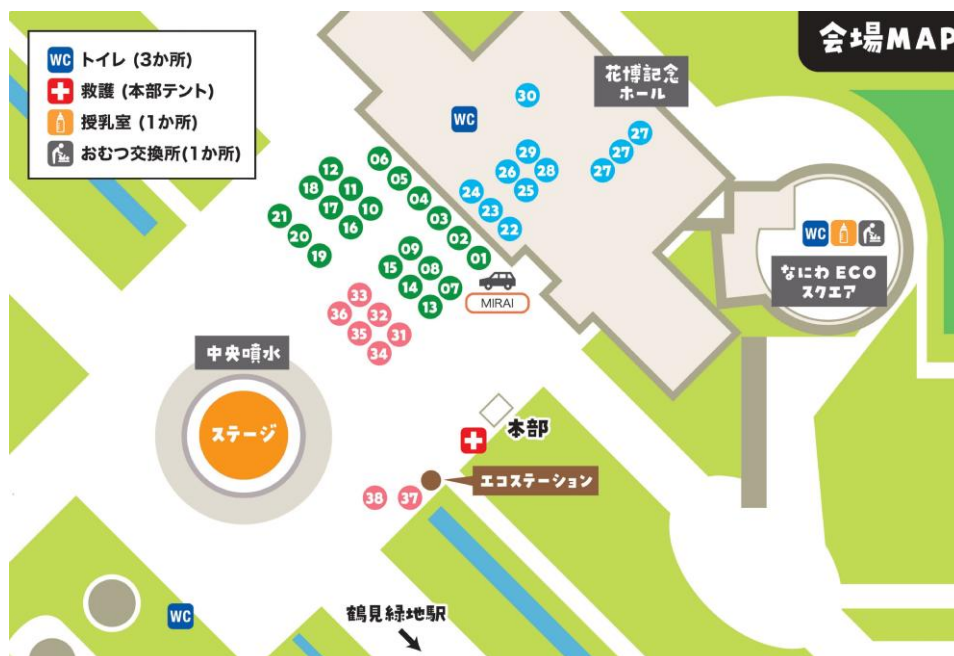 会場MAP
WC トイレ (3か所)
救護 (本部テント)
授乳室 (1か所)
おむつ交換所(1か所)
花博記念
ホール
WC
30
27
27
27
29
26
28
25
24
23
22
06
05
04
03
02
01
12
18
11
17
10
16
21
20
19
09
15
08
14
07
13
MIRAI
33
36
32
35
31
34
WC
なにわECO
スクエア
中央噴水
ステージ
本部
エコステーション
38
37
WC
鶴見緑地駅